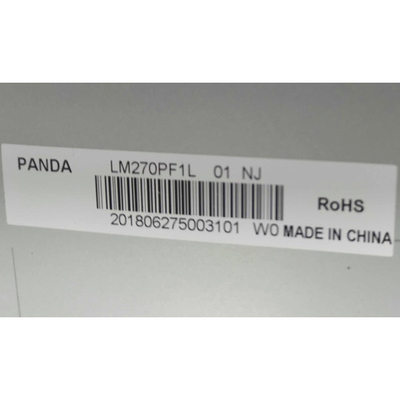 PANDA LM270PF1L 01 NJ
RoHS
201806275003101 W0 MADE IN CHINA